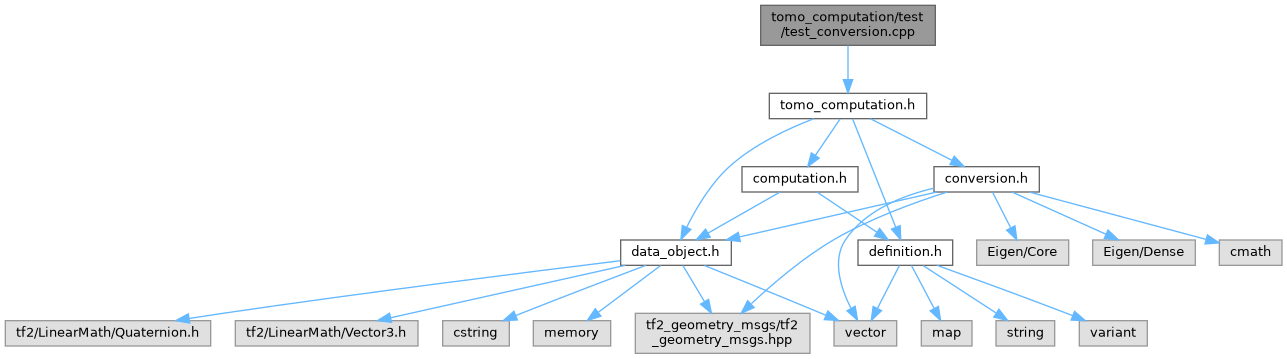 tomo_computation/test
/test_conversion.cpp
tomo_computation.h
computation.h
conversion.h
data_object.h
definition.h
Eigen/Core
Eigen/Dense
cmath
tf2/LinearMath/Quaternion.h
tf2/LinearMath/Vector3.h
cstring
memory
tf2_geometry_msgs/tf2
_geometry_msgs.hpp
vector
map
string
variant